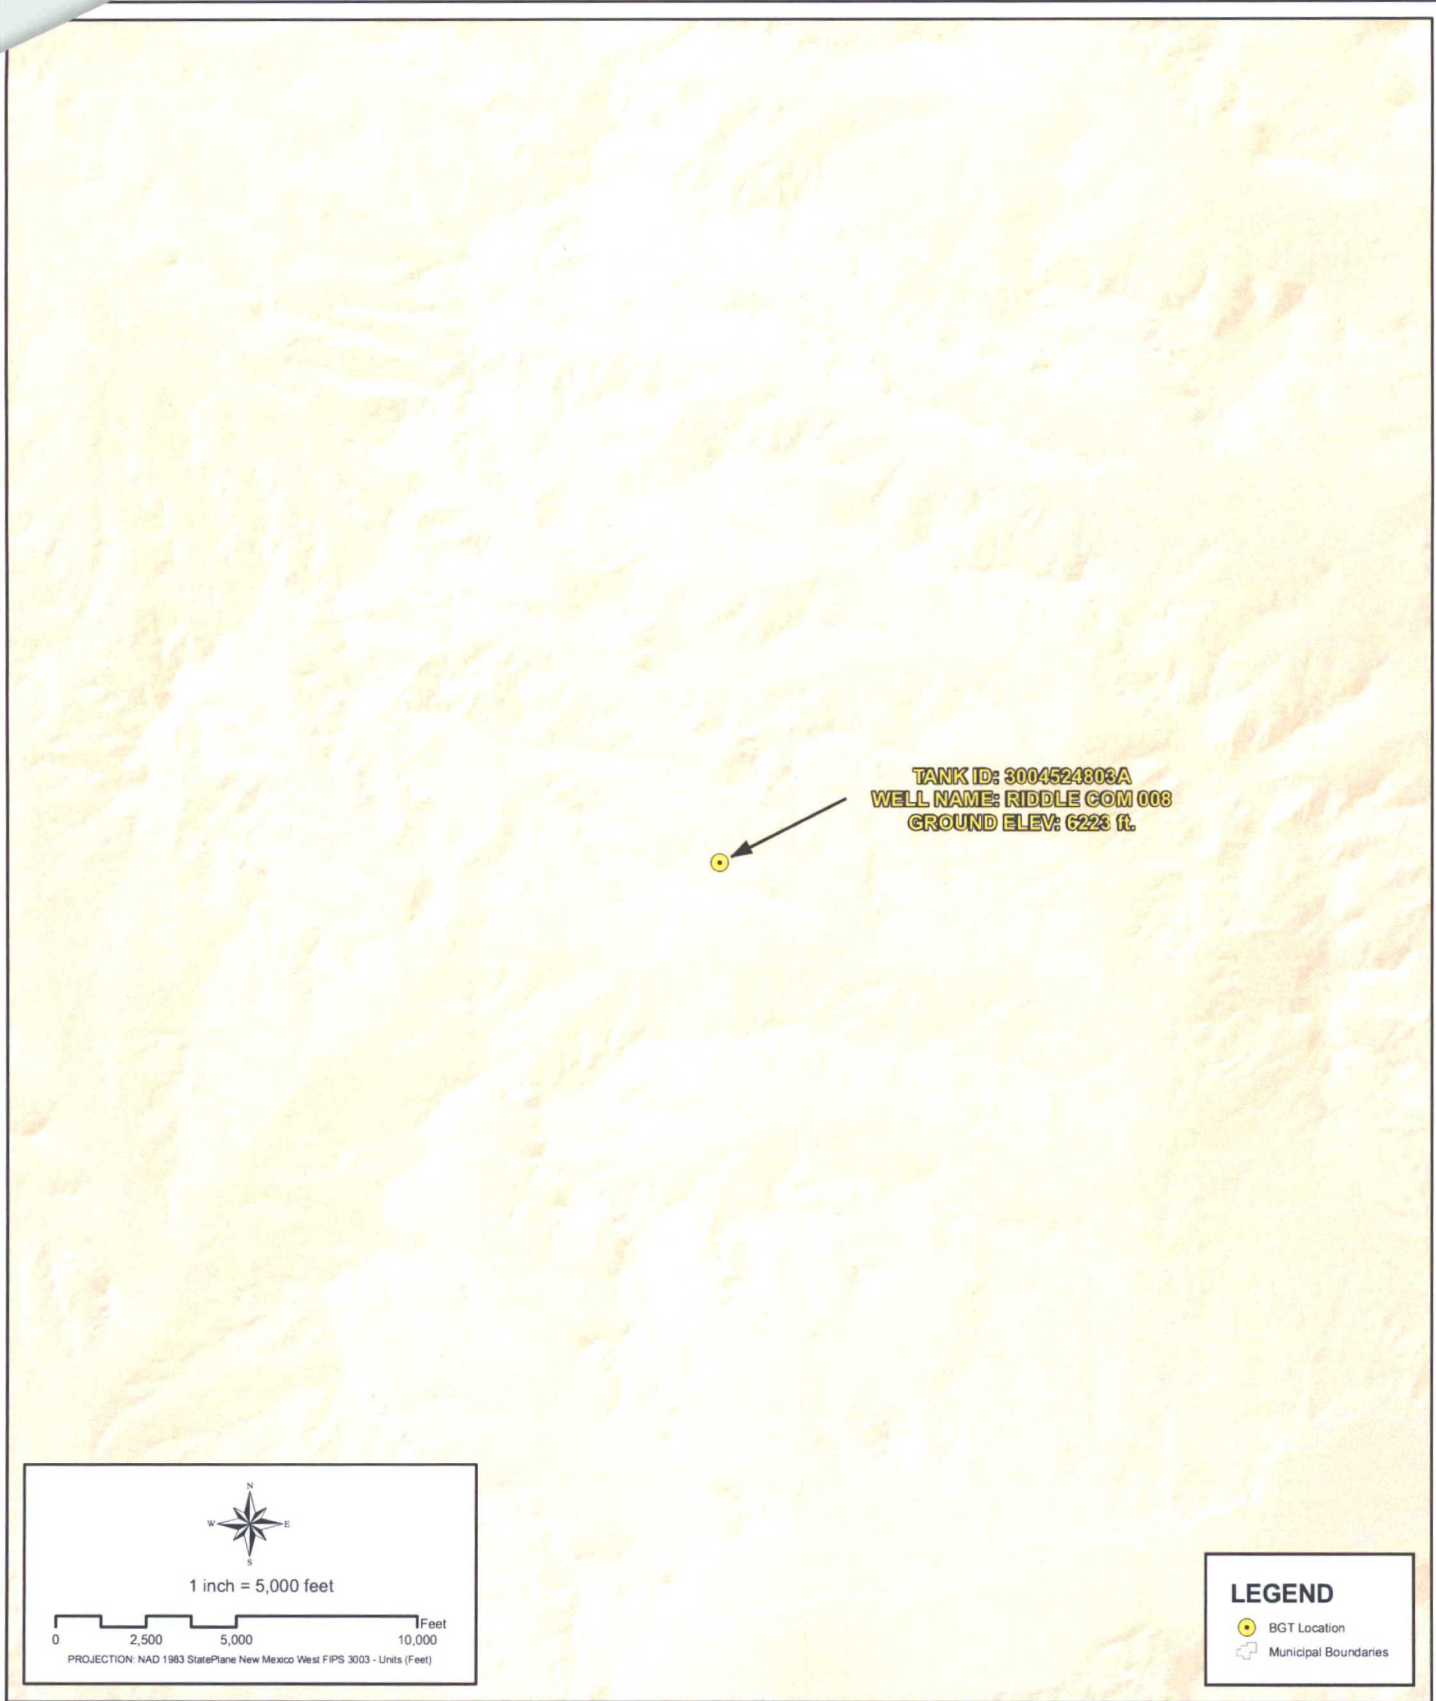 TANK ID: 3004524803A
WELL NAME: RIDDLE COM 008
GROUND ELEV: 6223 ft.
N
W E
S
1 inch = 5,000 feet
Feet
0 2,500 5,000 10,000
PROJECTION: NAD 1983 StatePlane New Mexico West FIPS 3003 - Units (Feet)
LEGEND
BGT Location
Municipal Boundaries